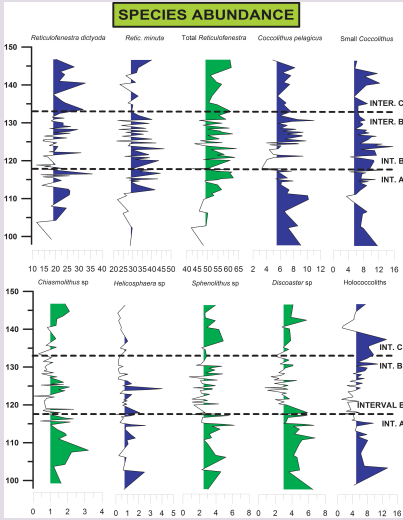 SPECIES ABUNDANCE
Reticulofenestra dictyoda Retic. minuta Total Reticulofenestra Coccolithus pelagicus Small Coccolithus
150
140
INTER. C
130
INTER. B
120
INT. B
INT. A
110
100
10 15 20 25 30 35 40 20 25 30 35 40 45 50 40 45 50 55 60 65 2 4 6 8 10 12 0 4 8 12 16
Chiasmolithus sp Helicosphaera sp Sphenolithus sp Discoaster sp Holococcoliths
150
140
INT. C
130
INT. B
120
INTERVAL B
INT. A
110
100
0 1 2 3 4 0 1 2 3 4 5 0 2 4 6 8 0 2 4 6 8 0 4 8 12 16